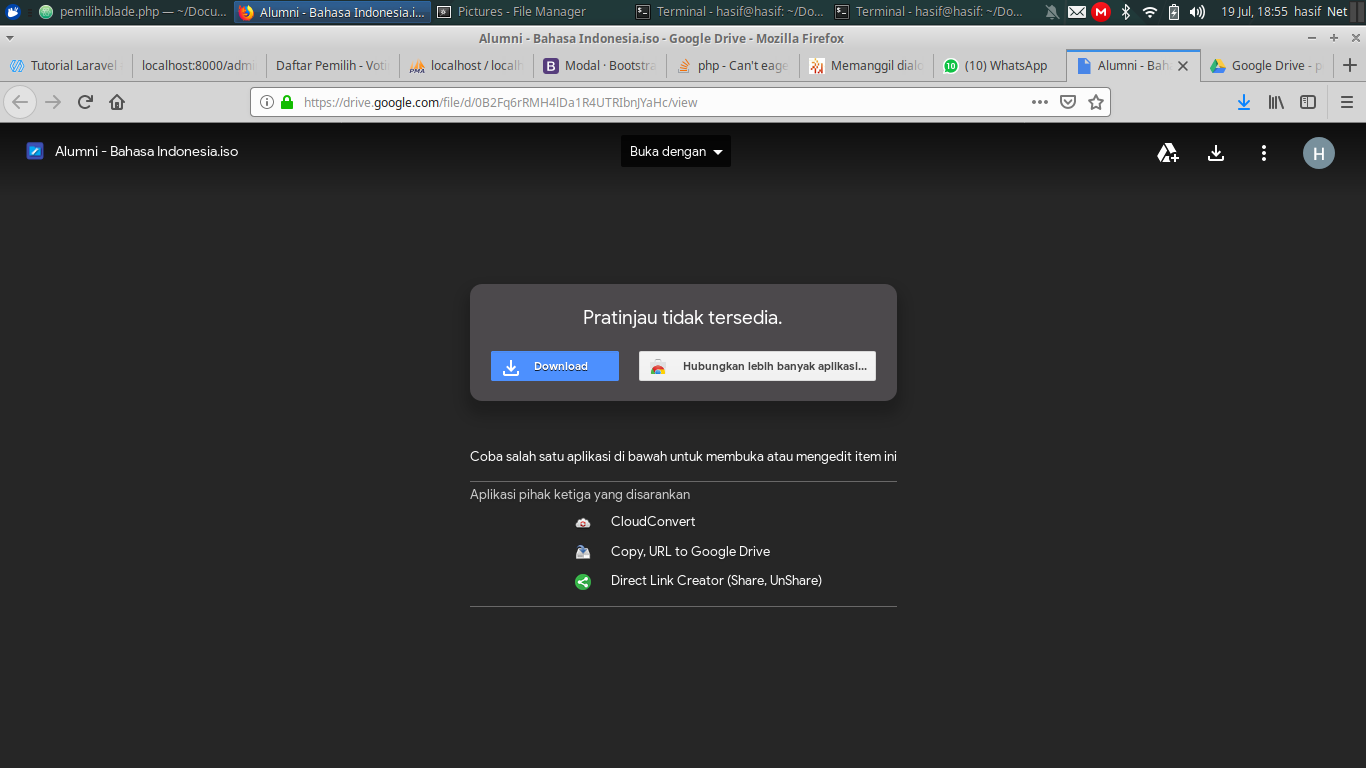 pemilih.blade.php — ~/Docu...
Alumni - Bahasa Indonesia.i...
Pictures - File Manager
Terminal - hasif@hasif: ~/Do...
Terminal - hasif@hasif: ~/Do...
19 Jul, 18:55 hasif Net
Alumni - Bahasa Indonesia.iso - Google Drive - Mozilla Firefox
Tutorial Laravel
localhost:8000/admi
Daftar Pemilih - Voti
PMA
localhost / localh
B
Modal · Bootstra
php - Can't eage
Memanggil dialo
10
(10) WhatsApp
Alumni - Bah
Google Drive - p
https://drive.google.com/file/d/0B2Fq6rRMH4lDa1R4UTRIbnJYaHc/view
Alumni - Bahasa Indonesia.iso
Buka dengan
H
Pratinjau tidak tersedia.
Download
Hubungkan lebih banyak aplikasi...
Coba salah satu aplikasi di bawah untuk membuka atau mengedit item ini
Aplikasi pihak ketiga yang disarankan
CloudConvert
Copy, URL to Google Drive
Direct Link Creator (Share, UnShare)